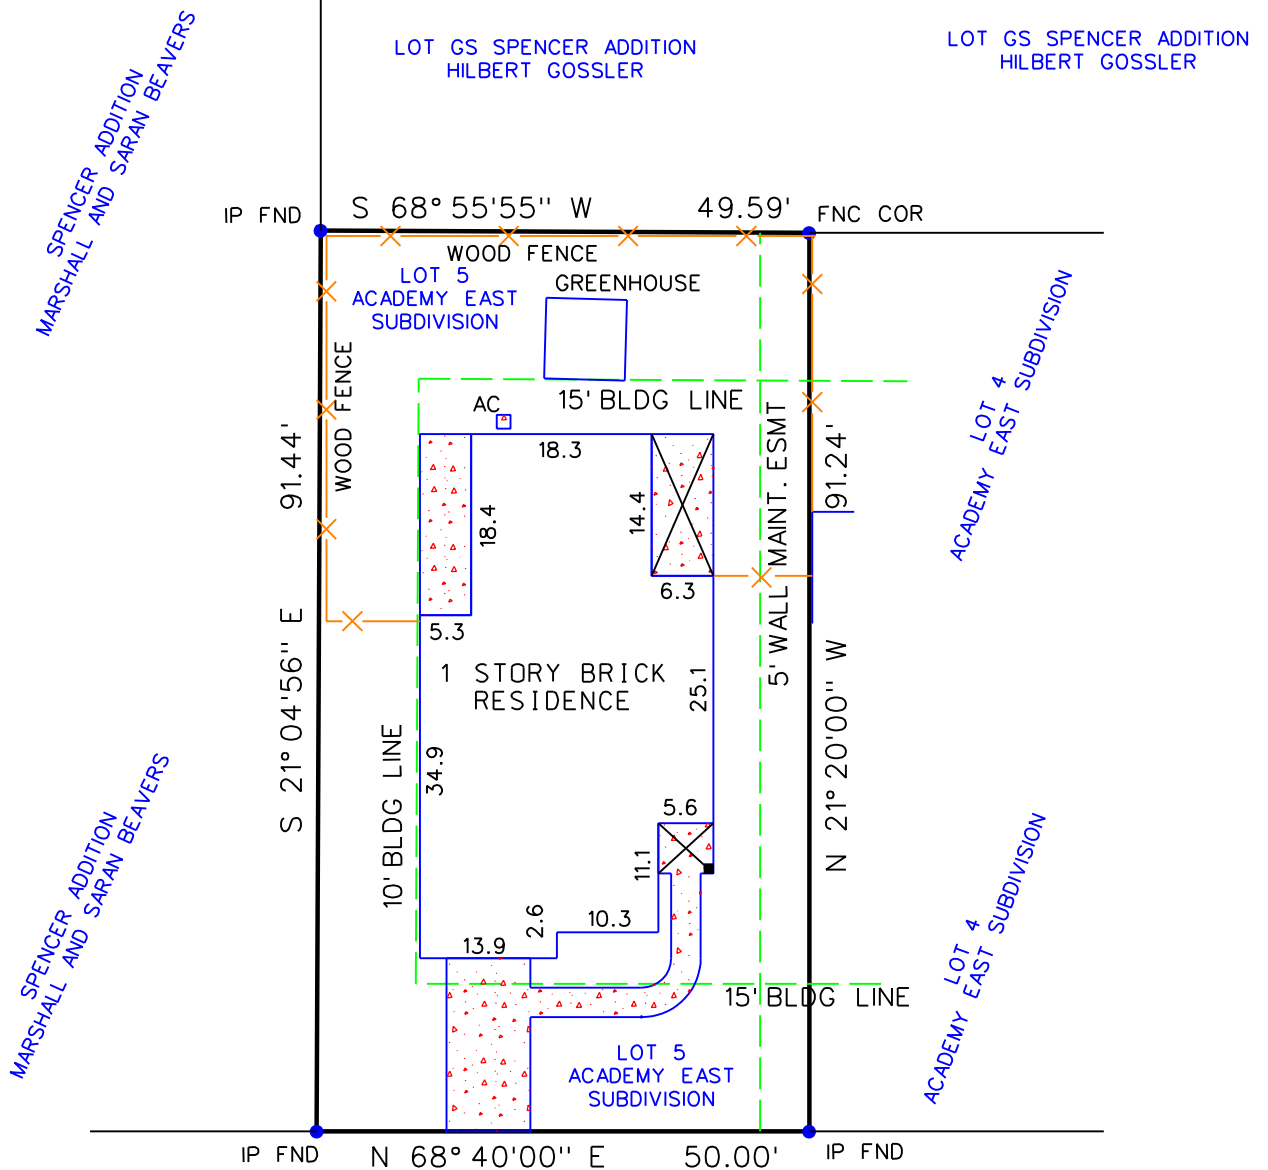 LOT GS SPENCER ADDITION
HILBERT GOSSLER
LOT GS SPENCER ADDITION
HILBERT GOSSLER
SPENCER ADDITION
MARSHALL AND SARAN BEAVERS
IP FND
S 68° 55'55'' W
49.59'
FNC COR
WOOD FENCE
LOT 5
ACADEMY EAST
SUBDIVISION
GREENHOUSE
WOOD FENCE
15' BLDG LINE
AC
18.3
91.44'
18.4
14.4
5' WALL MAINT. ESMT
91.24'
LOT 4
ACADEMY EAST SUBDIVISION
6.3
5.3
1 STORY BRICK
RESIDENCE
S 21° 04'56'' E
25.1
N 21° 20'00'' W
10' BLDG LINE
34.9
5.6
11.1
10.3
2.6
13.9
SPENCER ADDITION
MARSHALL AND SARAN BEAVERS
LOT 4
ACADEMY EAST SUBDIVISION
15' BLDG LINE
LOT 5
ACADEMY EAST
SUBDIVISION
IP FND
N 68° 40'00'' E
50.00'
IP FND